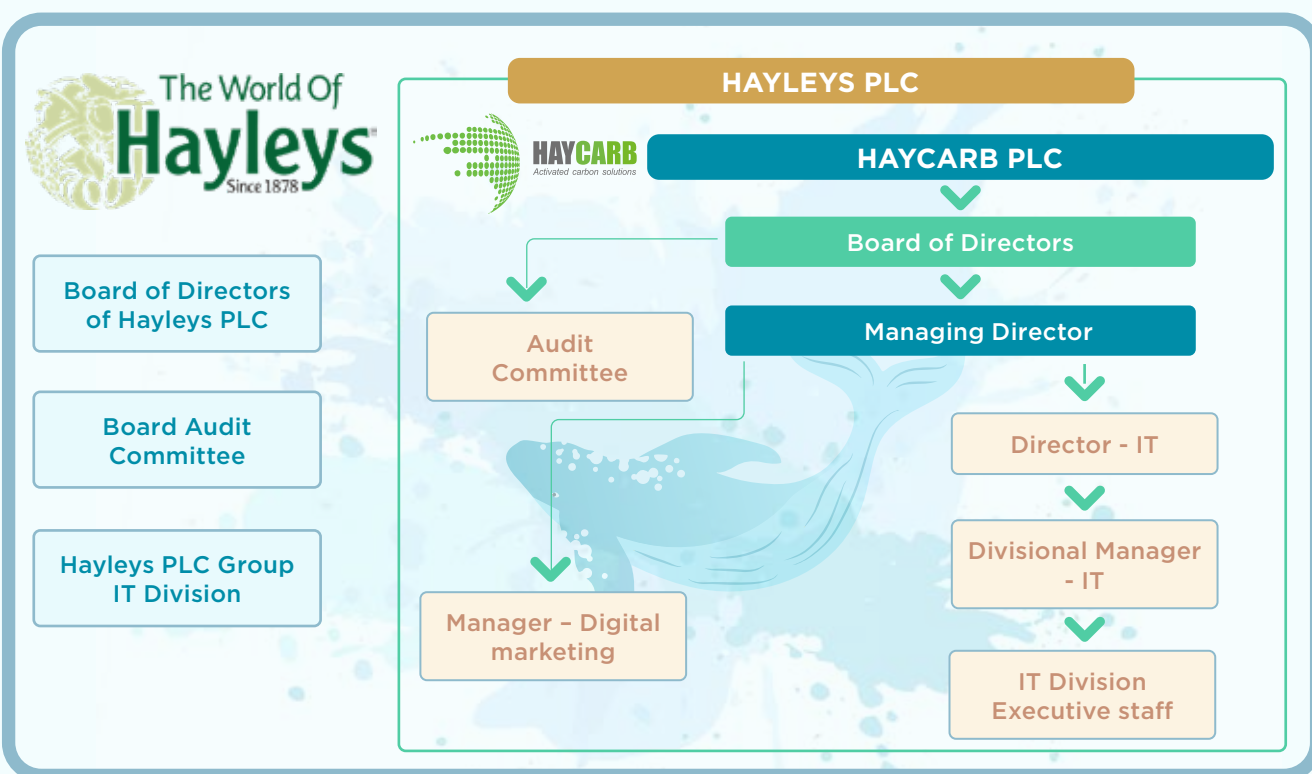 The World Of
Hayleys
Since 1878
Board of Directors
of Hayleys PLC
Board Audit
Committee
Hayleys PLC Group
IT Division
HAYLEYS PLC
HAYCARB
Activated carbon solutions
HAYCARB PLC
Board of Directors
Audit
Committee
Managing Director
Director - IT
Divisional Manager
- IT
Manager – Digital
marketing
IT Division
Executive staff